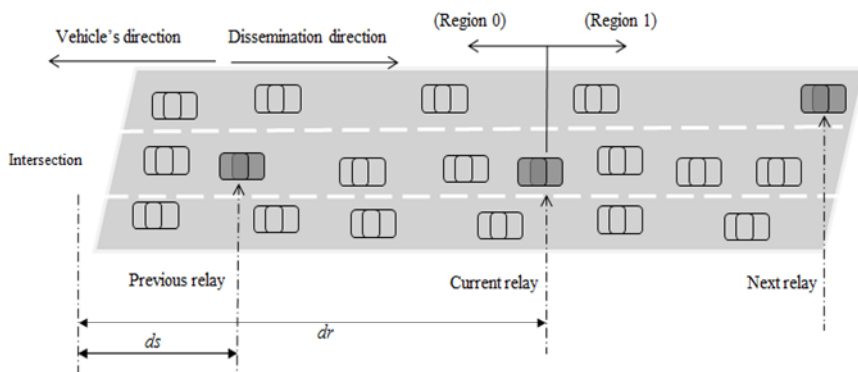 (Region 0)
(Region 1)
Vehicle's direction
Dissemination direction
Intersection
Previous relay
Current relay
Next relay
dr
ds